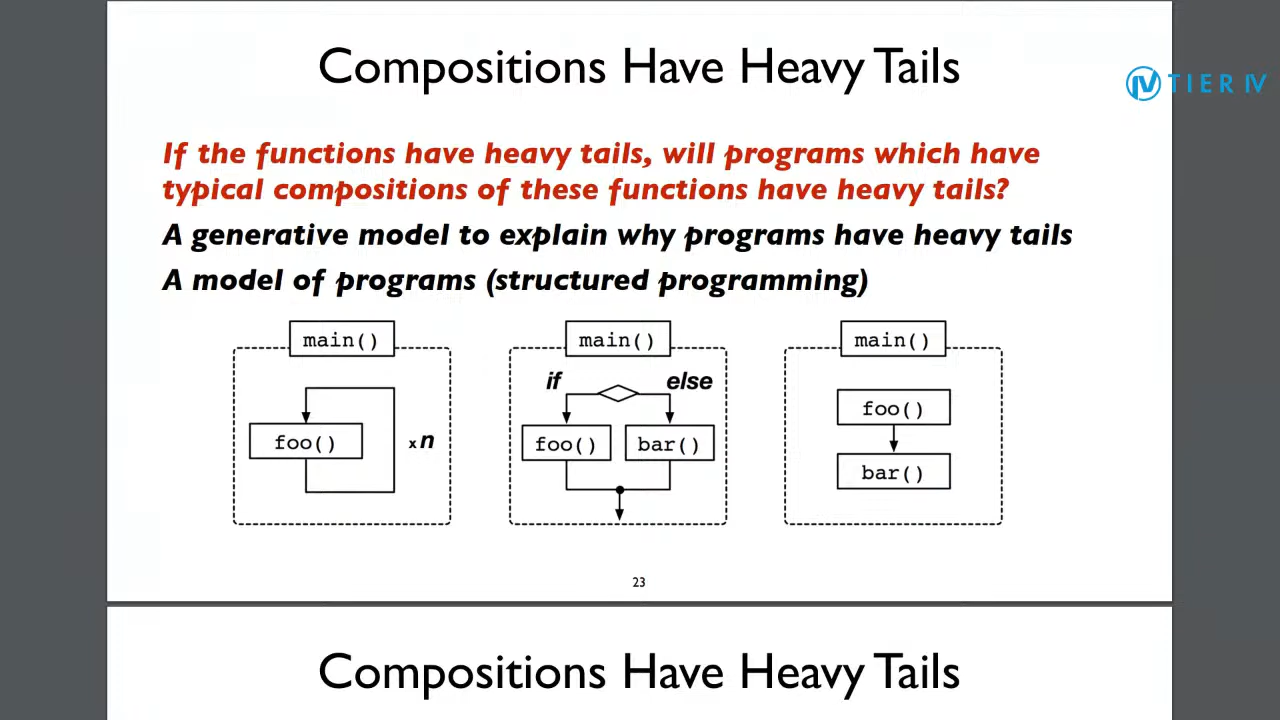 Compositions Have Heavy Tails
TIER IV
If the functions have heavy tails, will programs which have
typical compositions of these functions have heavy tails?
A generative model to explain why programs have heavy tails
A model of programs (structured programming)
main()
foo()
x n
main()
if
else
foo()
bar()
main()
foo()
bar()
23
Compositions Have Heavy Tails